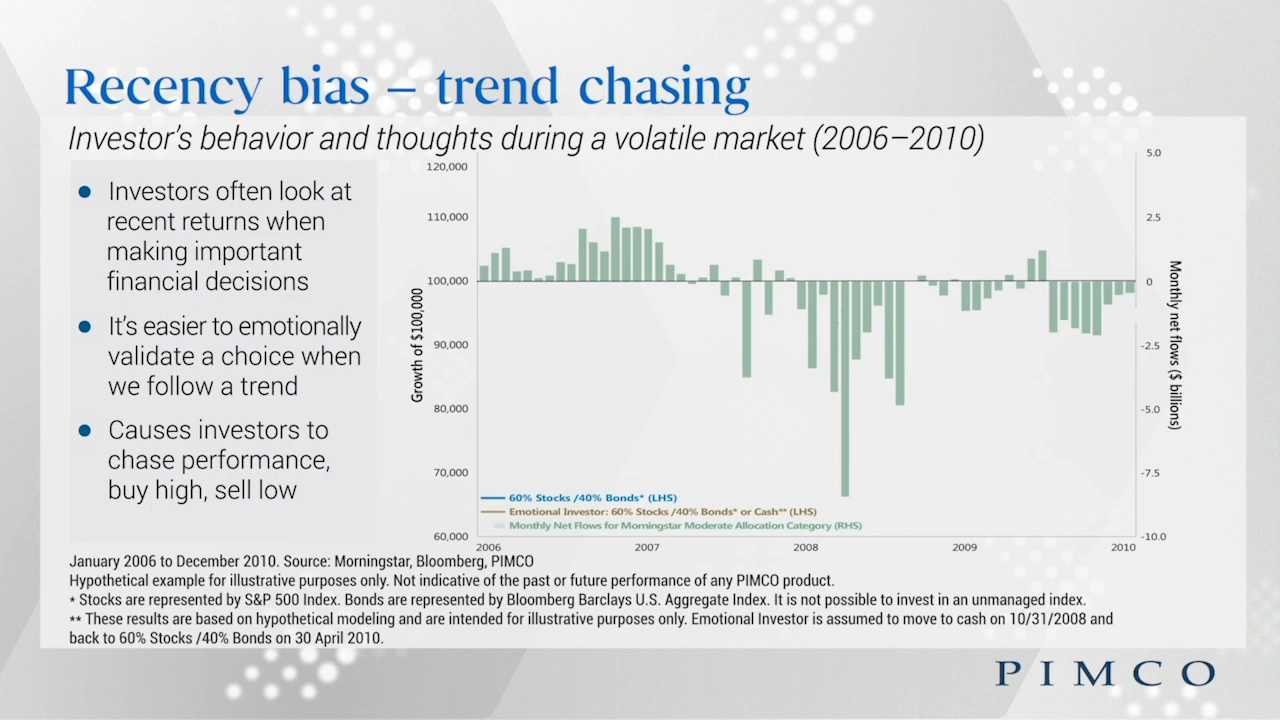 Recency bias – trend chasing
Investor's behavior and thoughts during a volatile market (2006–2010)
● Investors often look at
recent returns when
making important
financial decisions
● It's easier to emotionally
validate a choice when
we follow a trend
● Causes investors to
chase performance,
buy high, sell low
Growth of $100,000
120,000
110,000
100,000
90,000
80,000
70,000
60,000
5.0
2.5
0
-2.5
-5.0
-7.5
-10.0
Monthly net flows ($ billions)
60% Stocks /40% Bonds* (LHS)
Emotional Investor: 60% Stocks /40% Bonds* or Cash** (LHS)
Monthly Net Flows for Morningstar Moderate Allocation Category (RHS)
2006 2007 2008 2009 2010
January 2006 to December 2010. Source: Morningstar, Bloomberg, PIMCO
Hypothetical example for illustrative purposes only. Not indicative of the past or future performance of any PIMCO product.
* Stocks are represented by S&P 500 Index. Bonds are represented by Bloomberg Barclays U.S. Aggregate Index. It is not possible to invest in an unmanaged index.
** These results are based on hypothetical modeling and are intended for illustrative purposes only. Emotional Investor is assumed to move to cash on 10/31/2008 and
back to 60% Stocks /40% Bonds on 30 April 2010.
PIMCO